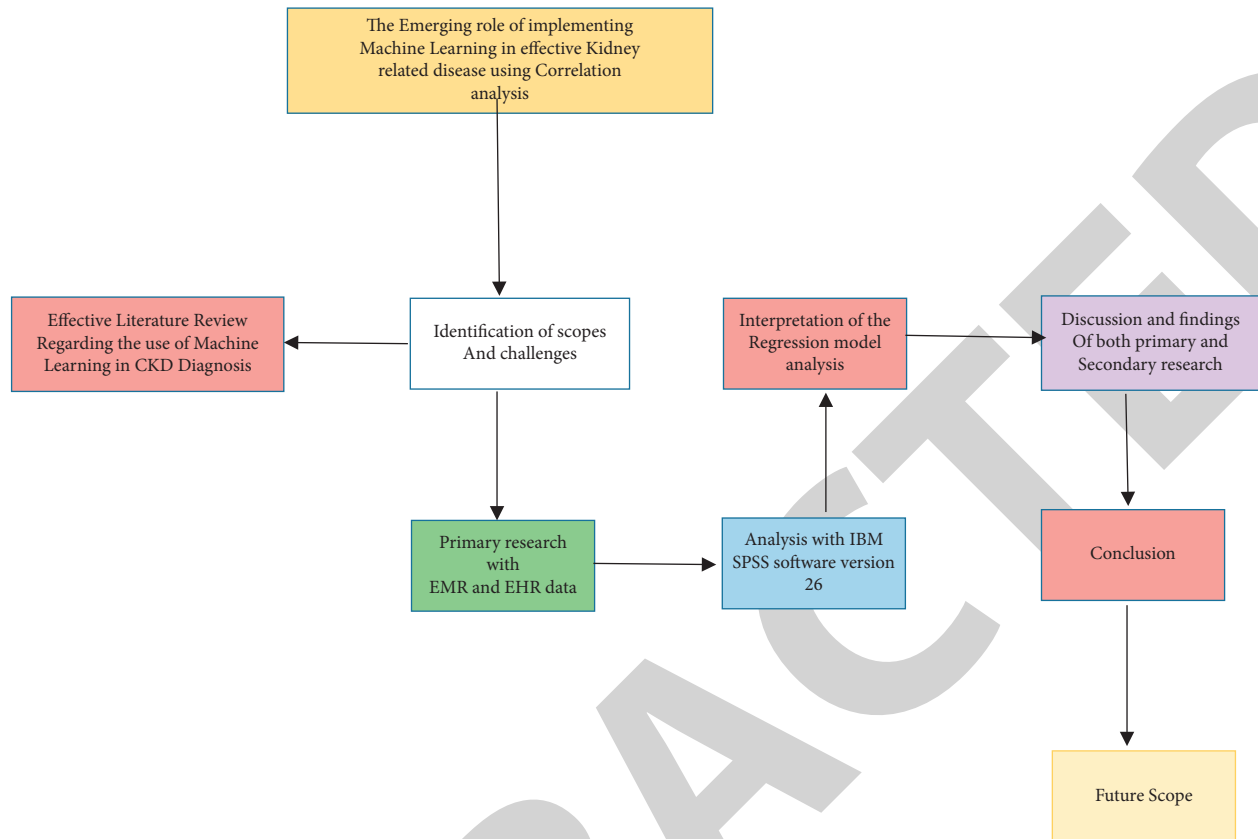 The Emerging role of implementing
Machine Learning in effective Kidney
related disease using Correlation
analysis
Effective Literature Review
Regarding the use of Machine
Learning in CKD Diagnosis
Identification of scopes
And challenges
Interpretation of the
Regression model
analysis
Discussion and findings
Of both primary and
Secondary research
Primary research
with
EMR and EHR data
Analysis with IBM
SPSS software version
26
Conclusion
Future Scope